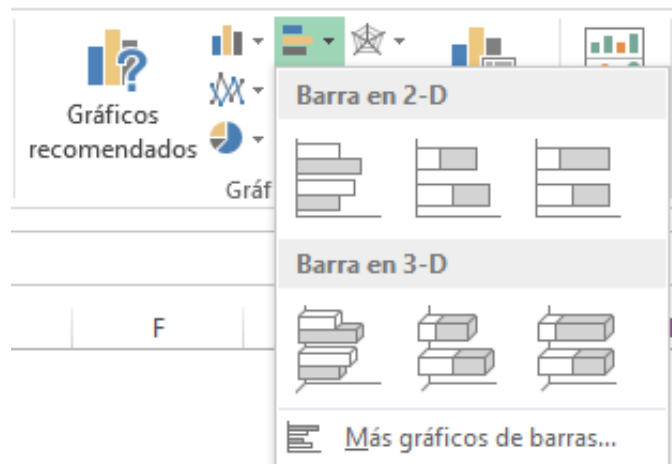 Gráficos
recomendados
Gráf
Barra en 2-D
Barra en 3-D
F
Más gráficos de barras...